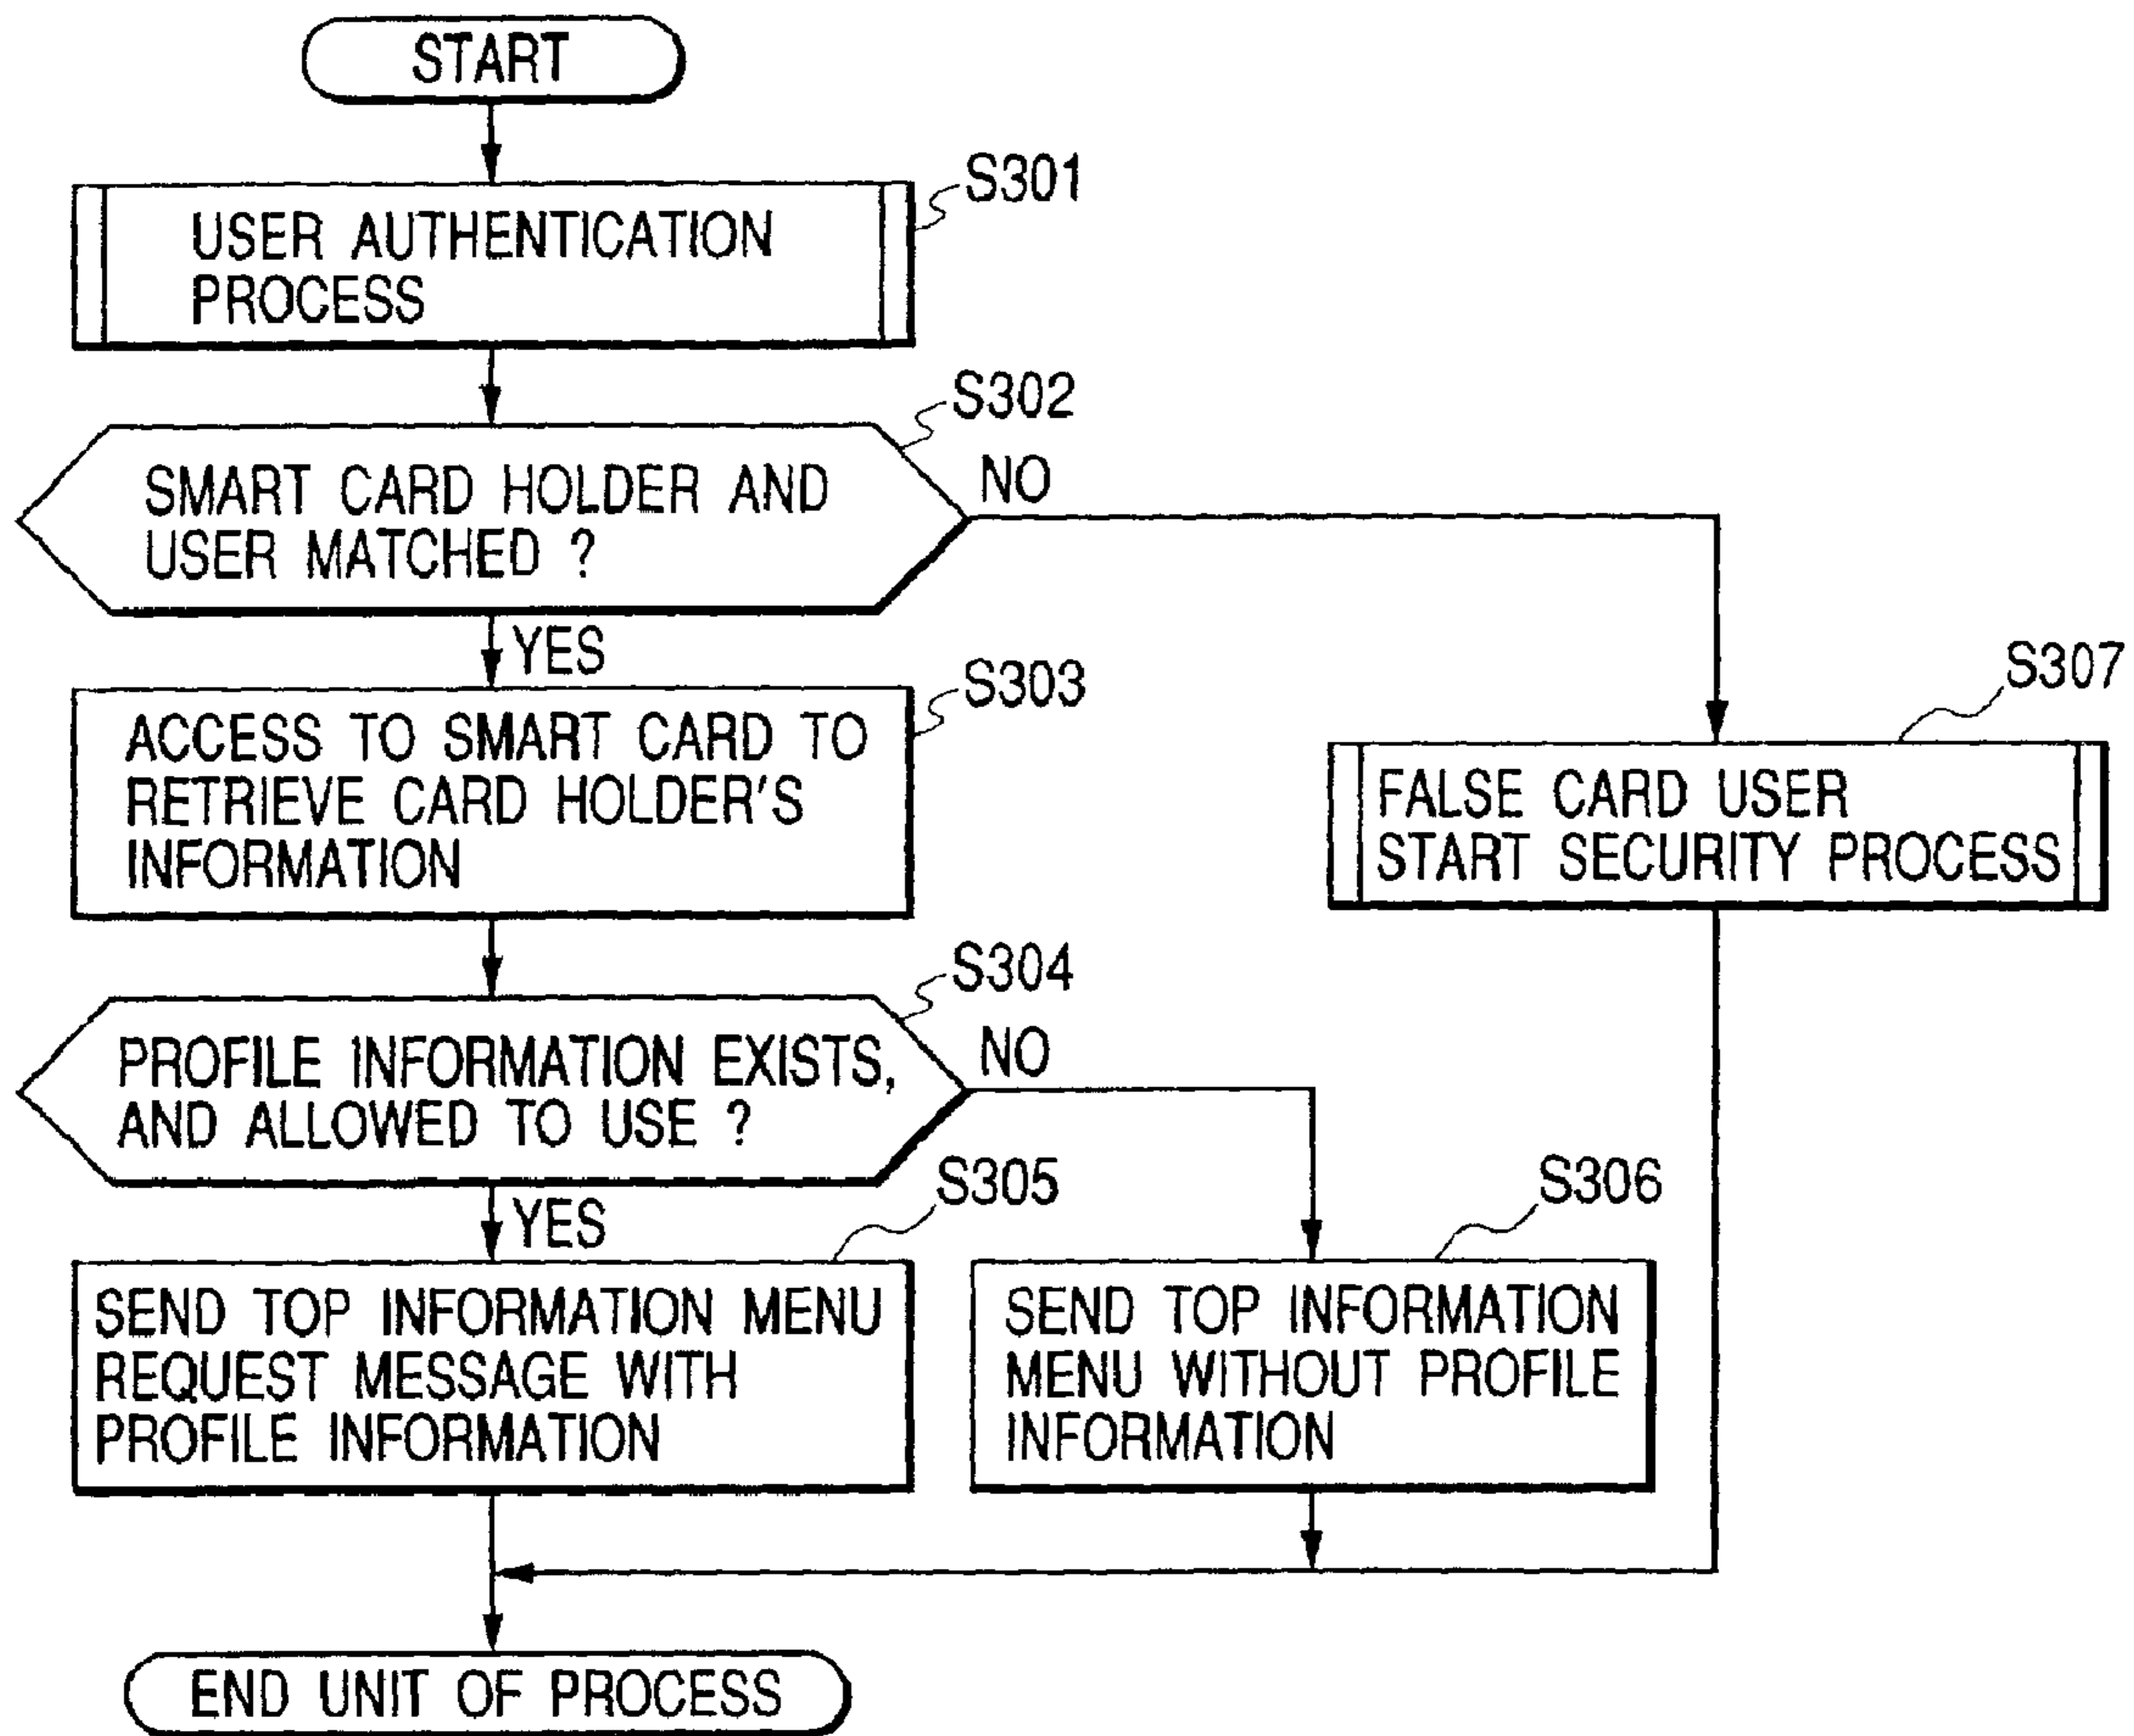 START
S301
USER AUTHENTICATION
PROCESS
S302
SMART CARD HOLDER AND
USER MATCHED ?
NO
YES
S303
ACCESS TO SMART CARD TO
RETRIEVE CARD HOLDER'S
INFORMATION
S307
FALSE CARD USER
START SECURITY PROCESS
S304
PROFILE INFORMATION EXISTS,
AND ALLOWED TO USE ?
NO
YES
S305
SEND TOP INFORMATION MENU
REQUEST MESSAGE WITH
PROFILE INFORMATION
S306
SEND TOP INFORMATION
MENU WITHOUT PROFILE
INFORMATION
END UNIT OF PROCESS